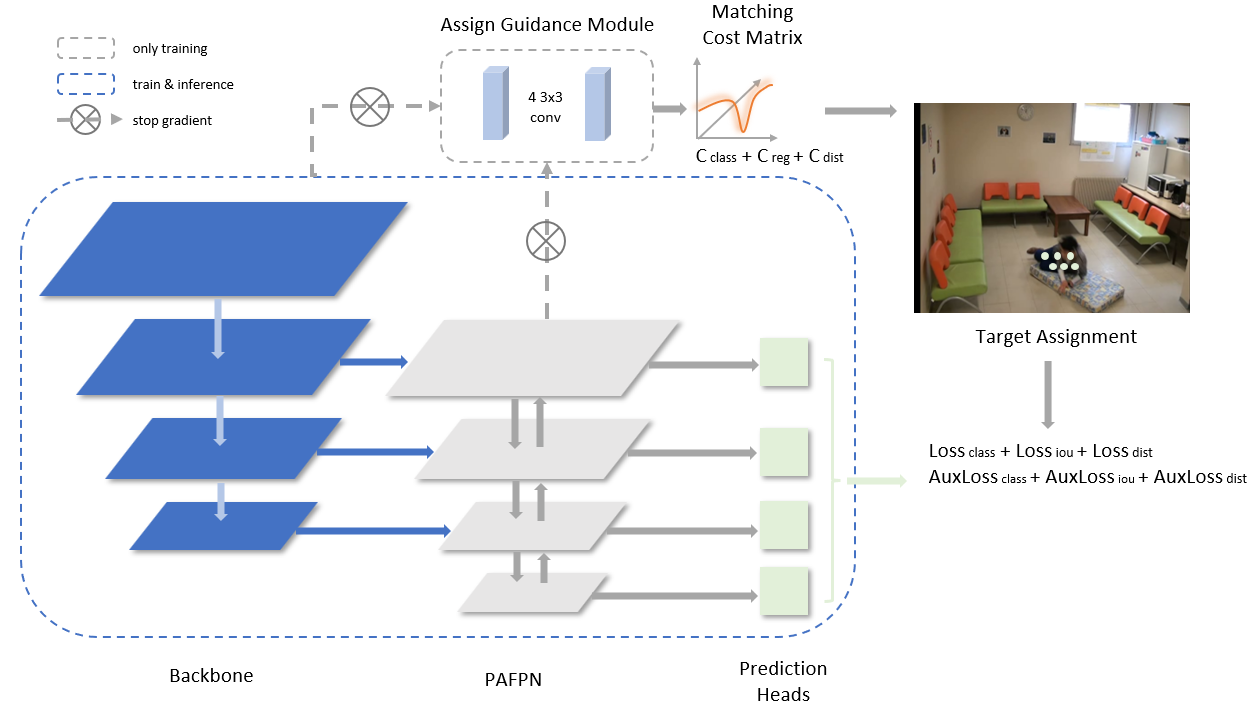 only training
train & inference
stop gradient
Assign Guidance Module
4 3x3
conv
Matching
Cost Matrix
C class + C reg + C dist
Target Assignment
Loss class + Loss iou + Loss dist
AuxLoss class + AuxLoss iou + AuxLoss dist
Backbone
PAFPN
Prediction
Heads